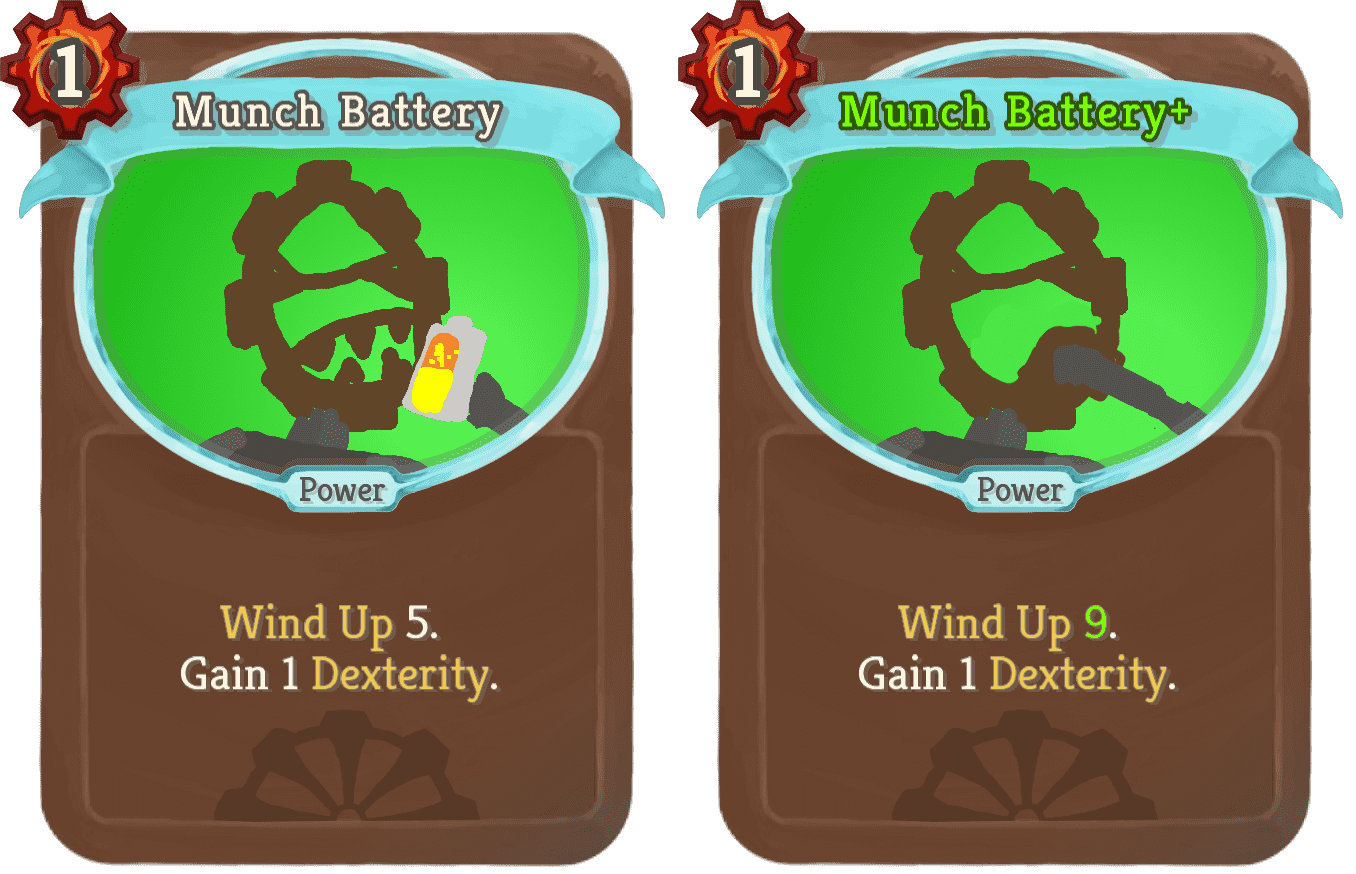 1
Munch Battery
Power
Wind Up 5.
Gain 1 Dexterity.
1
Munch Battery+
Power
Wind Up 9.
Gain 1 Dexterity.